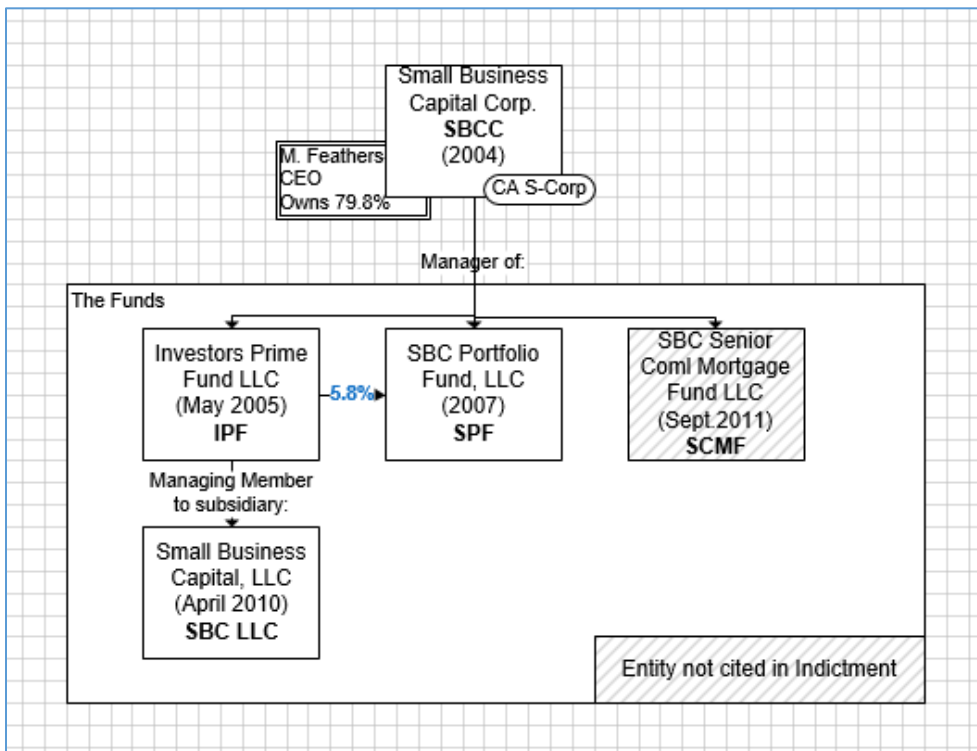 Small Business
Capital Corp.
SBCC
(2004)
M. Feathers
CEO
Owns 79.8%
CA S-Corp
Manager of:
The Funds
Investors Prime
Fund LLC
(May 2005)
IPF
5.8%
SBC Portfolio
Fund, LLC
(2007)
SPF
SBC Senior
Coml Mortgage
Fund LLC
(Sept.2011)
SCMF
Managing Member
to subsidiary:
Small Business
Capital, LLC
(April 2010)
SBC LLC
Entity not cited in Indictment